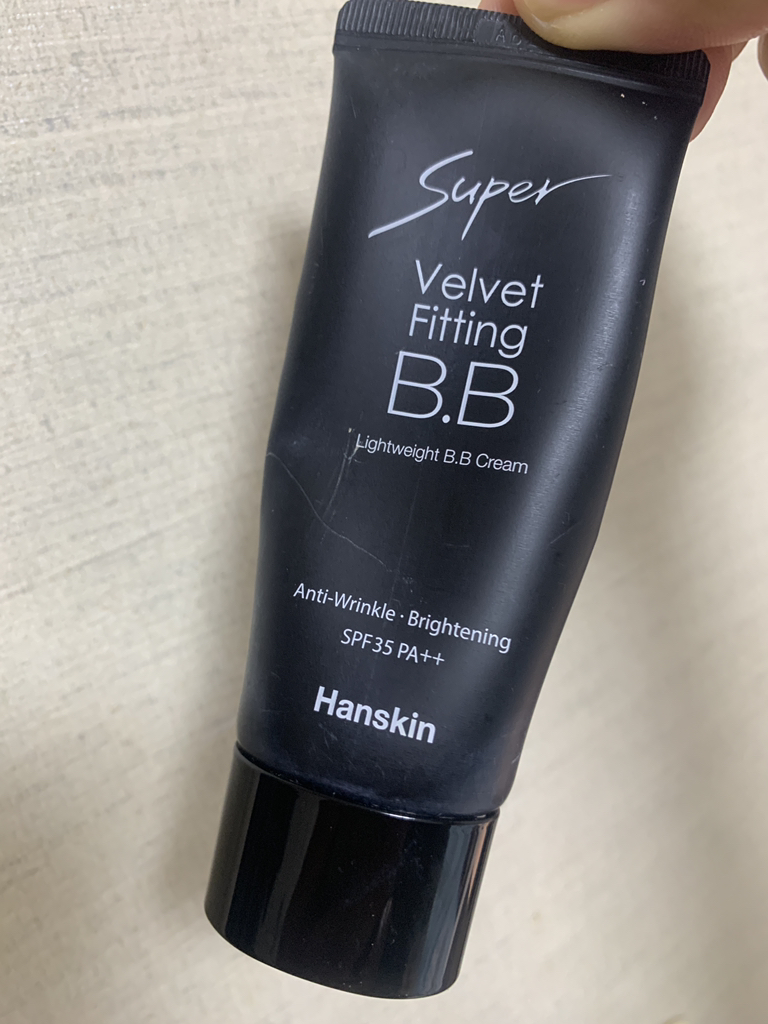 Super
Velvet
Fitting
B.B
Lightweight B.B Cream
Anti-Wrinkle · Brightening
SPF35 PA++
Hanskin